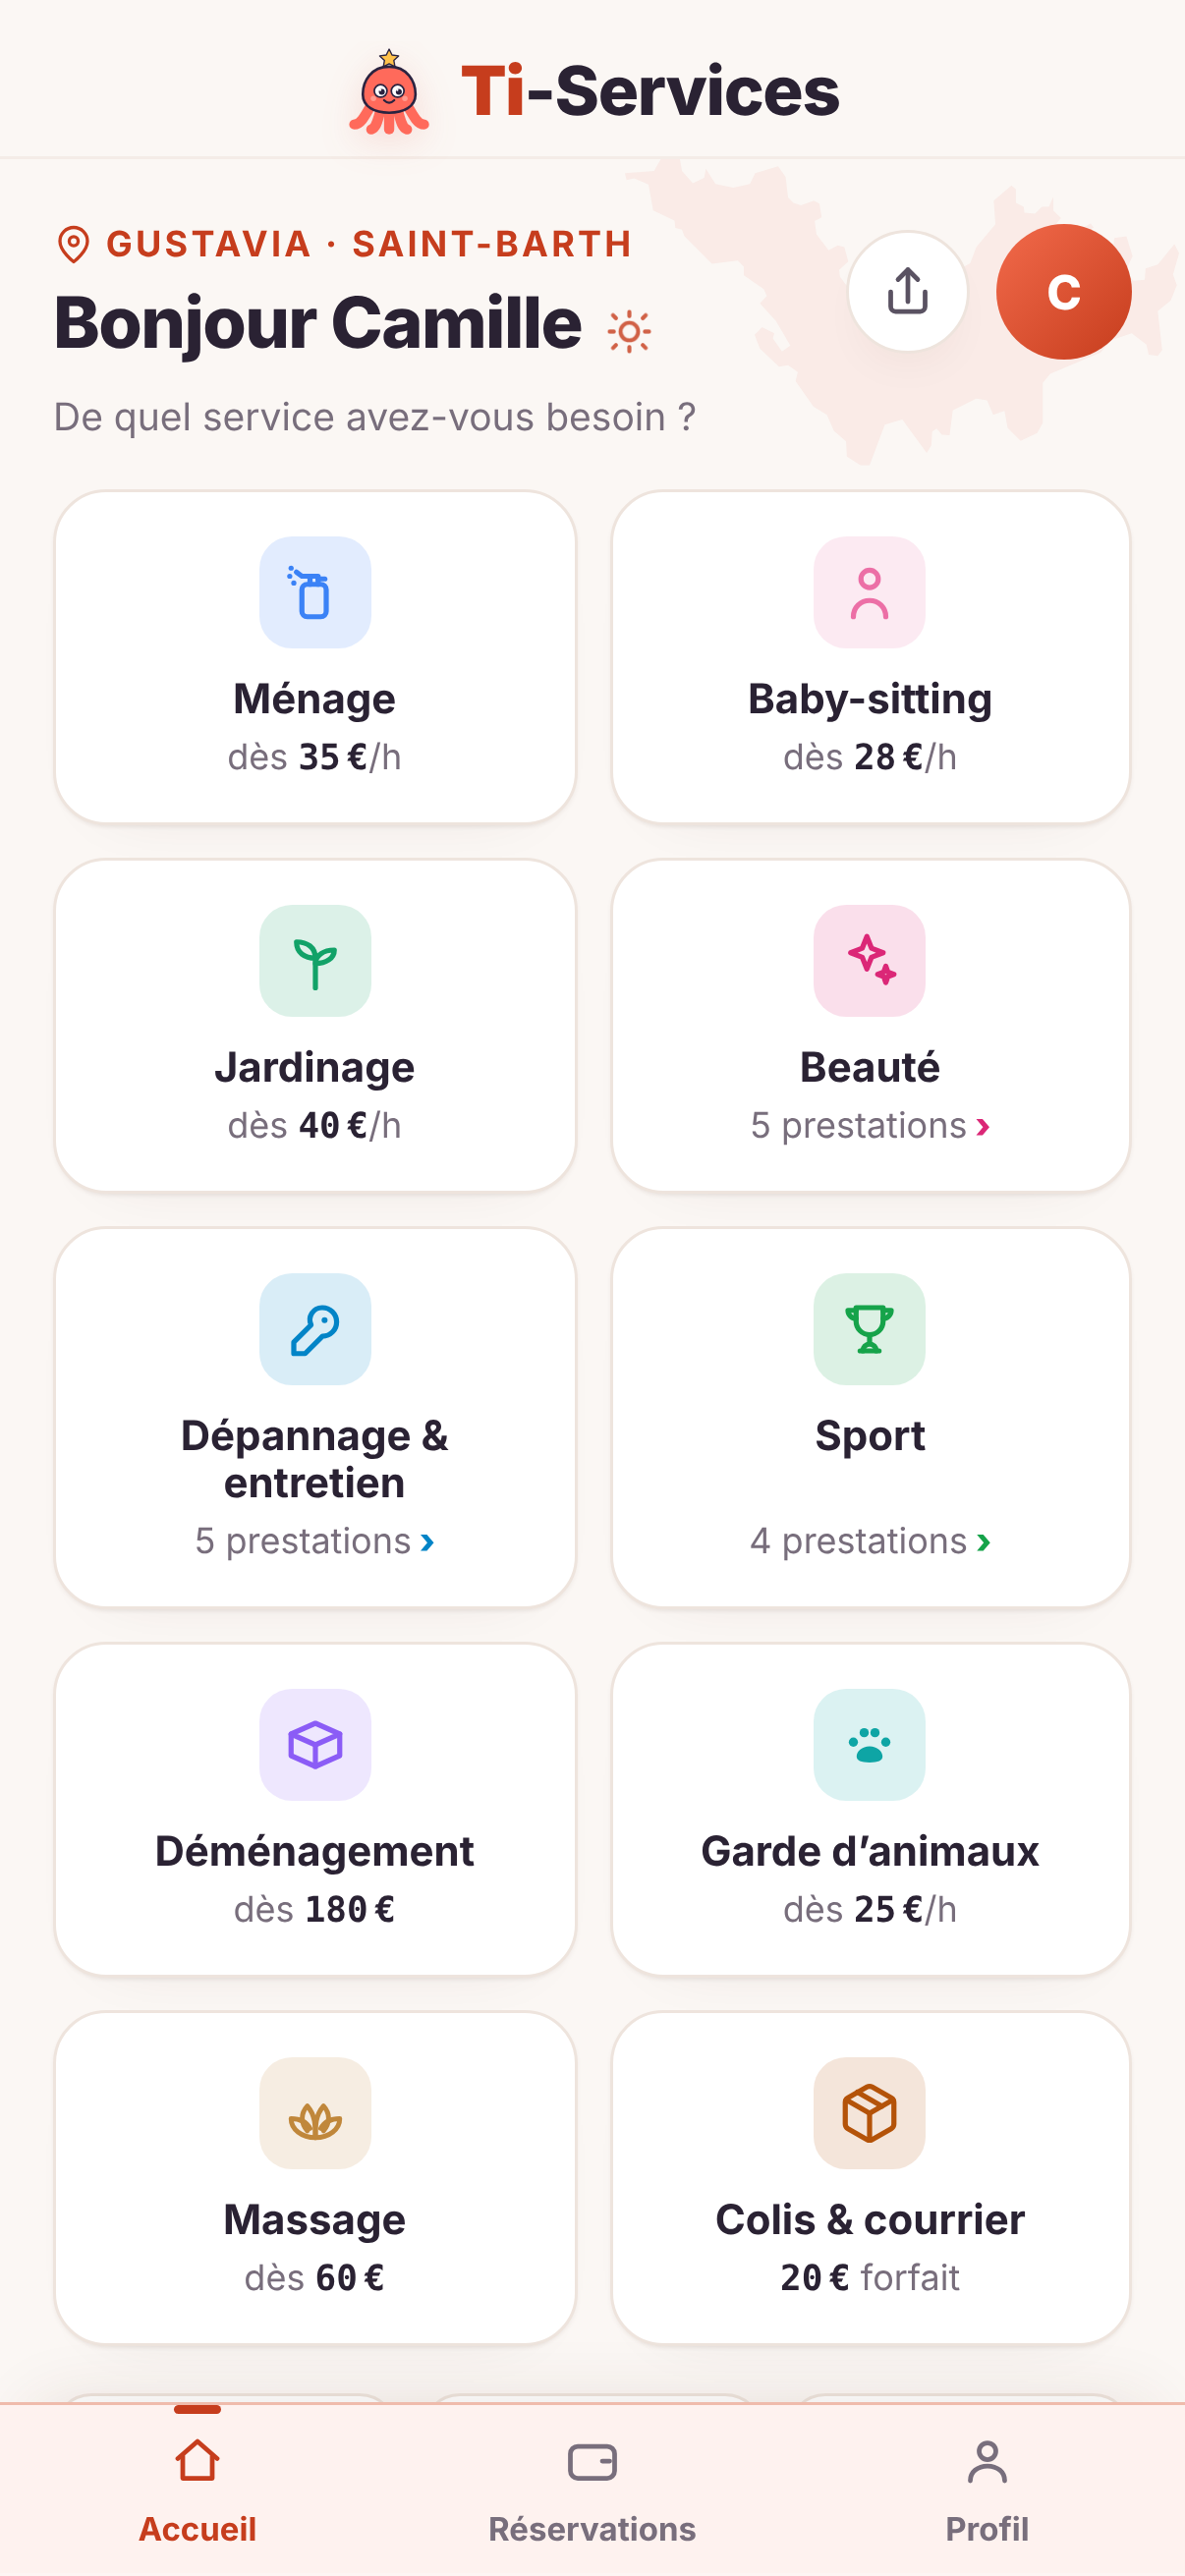 Ti-Services
GUSTAVIA · SAINT-BARTH
Bonjour Camille
C
De quel service avez-vous besoin ?
Ménage
dès 35 €/h
Baby-sitting
dès 28 €/h
Jardinage
dès 40 €/h
Beauté
5 prestations ›
Dépannage &
entretien
5 prestations ›
Sport
4 prestations ›
Déménagement
dès 180 €
Garde d’animaux
dès 25 €/h
Massage
dès 60 €
Colis & courrier
20 € forfait
Accueil
Réservations
Profil